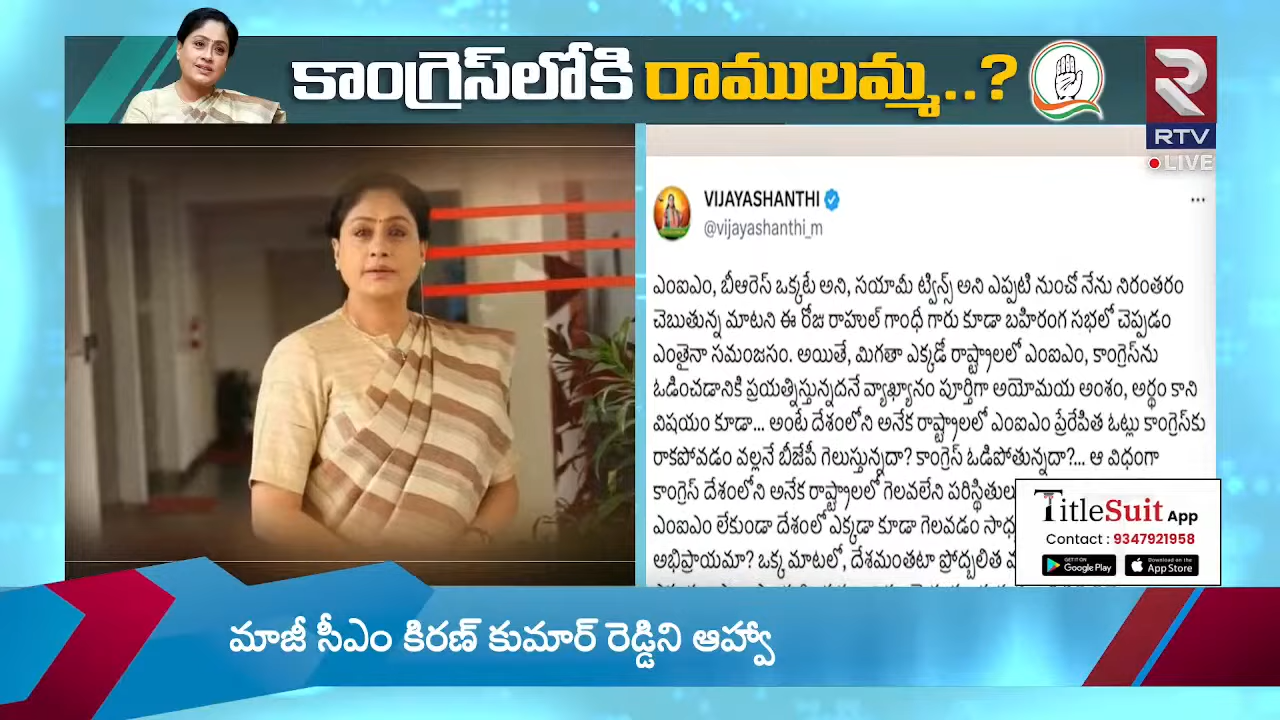 కాంగ్రెస్‌లోకి రాములమ్మ..?
RTV
LIVE
VIJAYASHANTHI
@vijayashanthi_m
ఎంఐఎం, బీఆరెస్ ఒక్కటే అని, సయామీ ట్విన్స్ అని ఎప్పటి నుంచో నేను నిరంతరం
చెబుతున్న మాటని ఈ రోజు రాహుల్ గాంధీ గారు కూడా బహిరంగ సభలో చెప్పడం
ఎంతైనా సమంజసం. అయితే, మిగతా ఎక్కడో రాష్ట్రాలలో ఎంఐఎం, కాంగ్రెస్‌ను
ఓడించడానికి ప్రయత్నిస్తున్నదనే వ్యాఖ్యానం పూర్తిగా అయోమయ అంశం, అర్థం కాని
విషయం కూడా... అంటే దేశంలోని అనేక రాష్ట్రాలలో ఎంఐఎం ప్రేరేపిత ఓట్లు కాంగ్రెస్‌కు
రాకపోవడం వల్లనే బీజేపీ గెలుస్తున్నదా? కాంగ్రెస్ ఓడిపోతున్నదా?... ఆ విధంగా
కాంగ్రెస్ దేశంలోని అనేక రాష్ట్రాలలో గెలవలేని
ఎంఐఎం లేకుండా దేశంలో ఎక్కడా కూడా గెలవడం
అభిప్రాయమా? ఒక్క మాటలో, దేశమంతటా ప్రోద్బలిత
TitleSuit App
Contact : 9347921958
GET IT ON Google Play
Download on the App Store
మాజీ సీఎం కిరణ్ కుమార్ రెడ్డిని ఆహ్వా